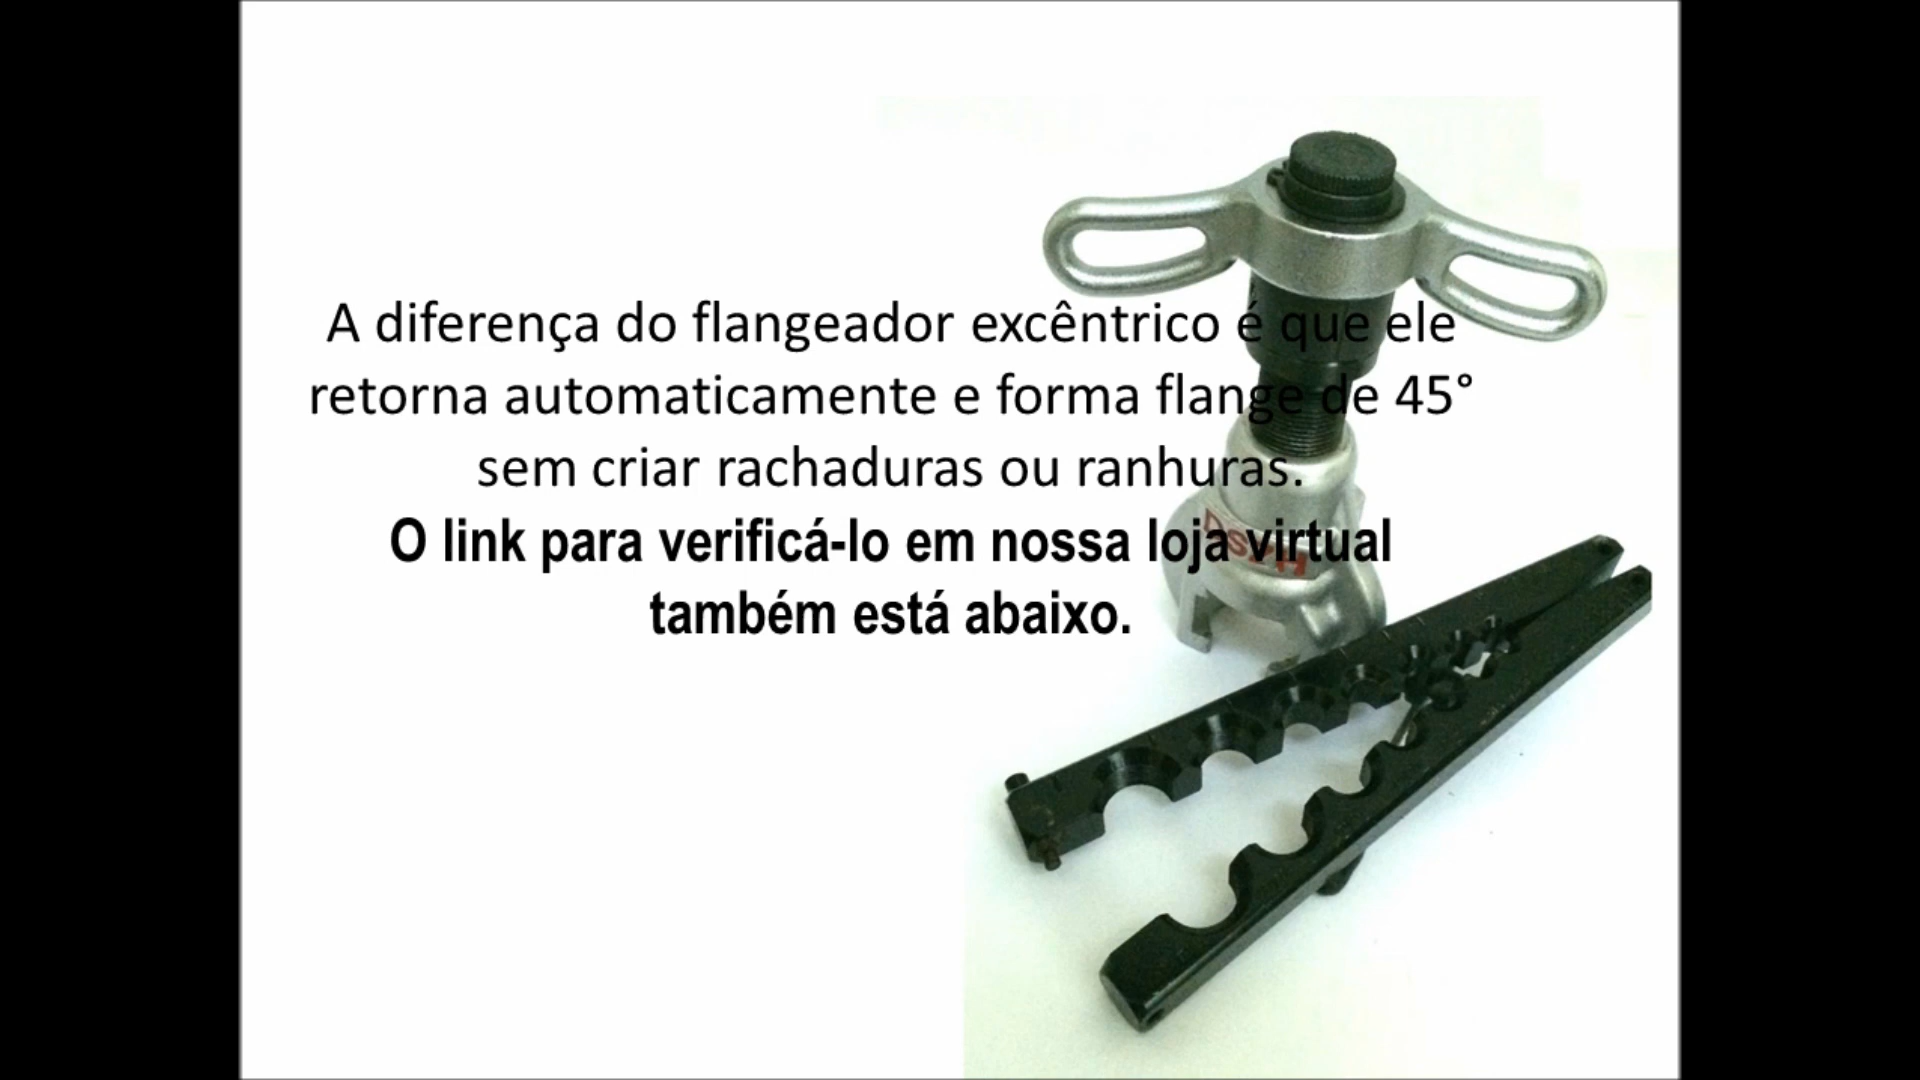 A diferença do flangeador excêntrico é que ele
retorna automaticamente e forma flange de 45°
sem criar rachaduras ou ranhuras.
O link para verificá-lo em nossa loja virtual
também está abaixo.